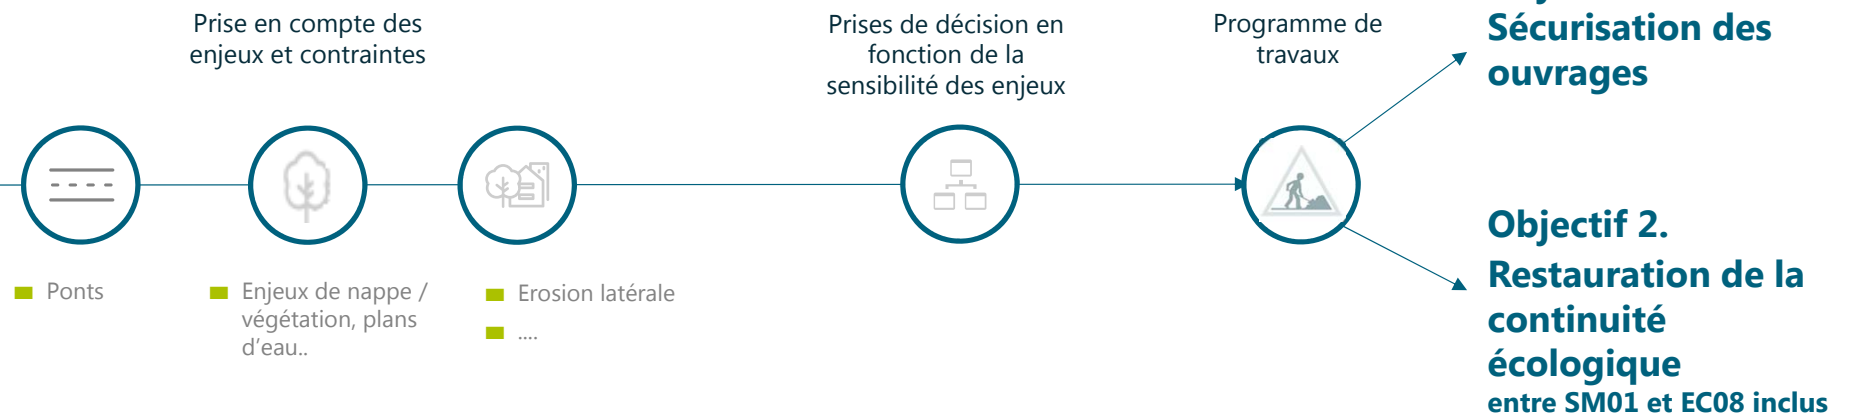 Prise en compte des
enjeux et contraintes
Prises de décision en
fonction de la
sensibilité des enjeux
Programme de
travaux
Sécurisation des
ouvrages
Ponts
Enjeux de nappe /
végétation, plans
d'eau..
Erosion latérale
....
Objectif 2.
Restauration de la
continuité
écologique
entre SM01 et EC08 inclus